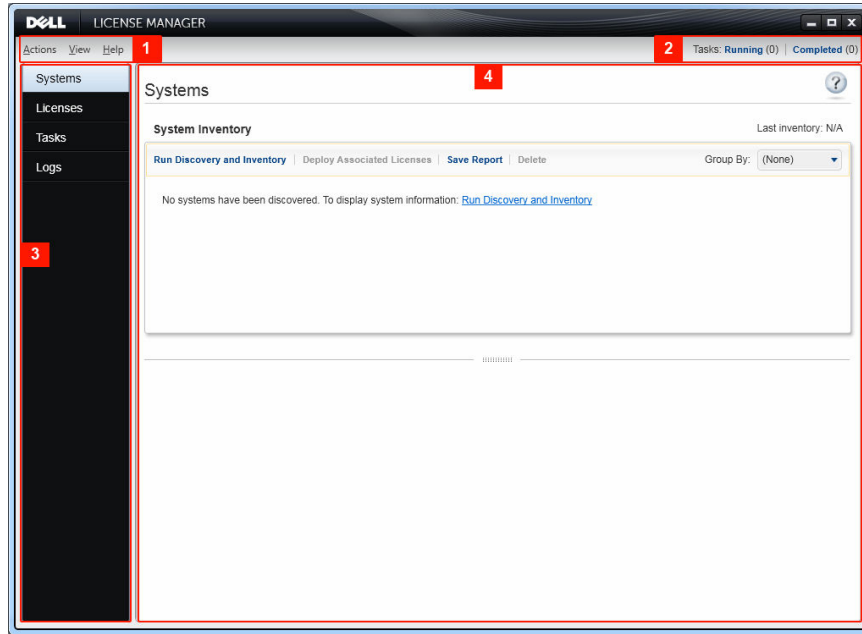 DELL LICENSE MANAGER
Actions View Help 1 2 Tasks: Running (0) | Completed (0)
Systems
Licenses
Tasks
Logs
3
4
Systems
?
System Inventory Last inventory: N/A
Run Discovery and Inventory | Deploy Associated Licenses | Save Report | Delete Group By: (None)
No systems have been discovered. To display system information: Run Discovery and Inventory